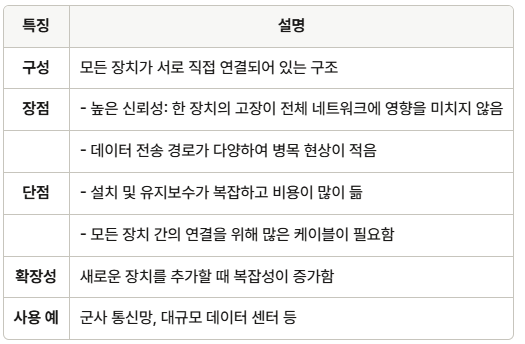 특징 설명
구성 모든 장치가 서로 직접 연결되어 있는 구조
장점 - 높은 신뢰성: 한 장치의 고장이 전체 네트워크에 영향을 미치지 않음
- 데이터 전송 경로가 다양하여 병목 현상이 적음
단점 - 설치 및 유지보수가 복잡하고 비용이 많이 듦
- 모든 장치 간의 연결을 위해 많은 케이블이 필요함
확장성 새로운 장치를 추가할 때 복잡성이 증가함
사용 예 군사 통신망, 대규모 데이터 센터 등